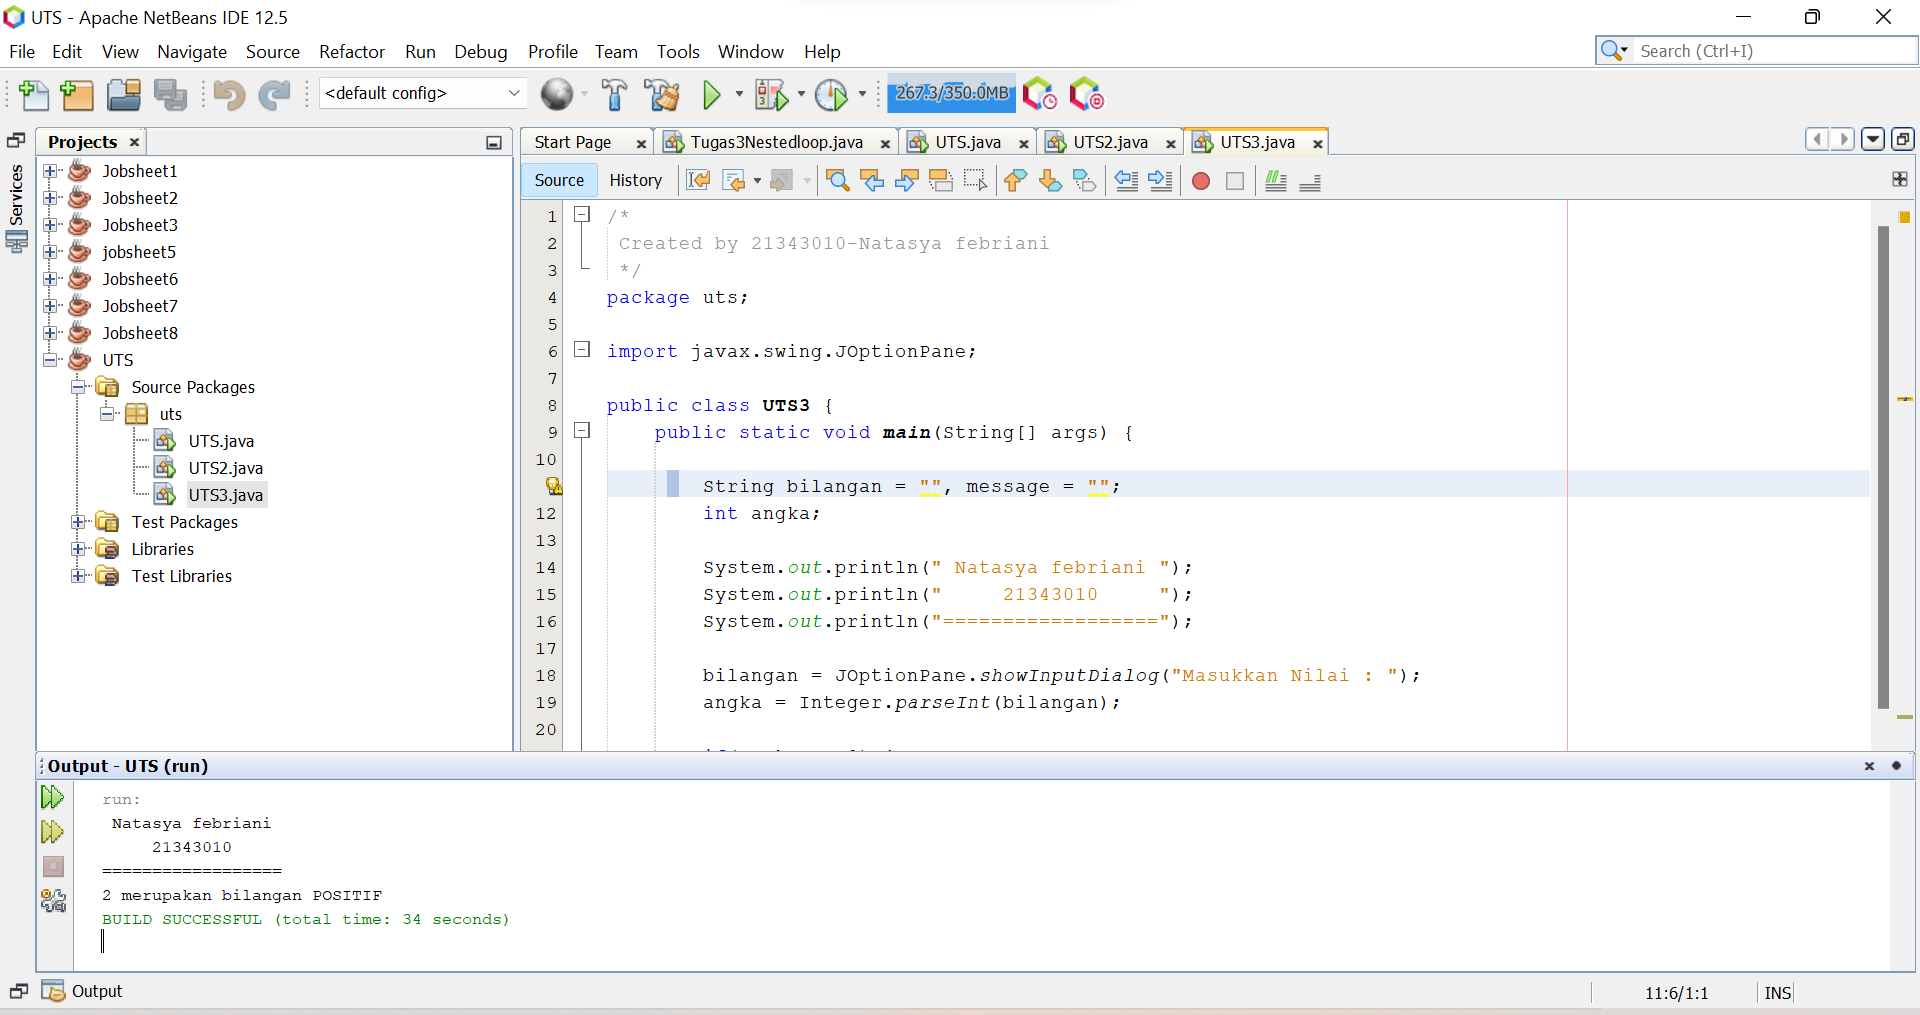 UTS - Apache NetBeans IDE 12.5
File Edit View Navigate Source Refactor Run Debug Profile Team Tools Window Help
Search (Ctrl+I)
<default config>
267.3/350.0MB
Services
Projects
Jobsheet1
Jobsheet2
Jobsheet3
jobsheet5
Jobsheet6
Jobsheet7
Jobsheet8
UTS
Source Packages
uts
UTS.java
UTS2.java
UTS3.java
Test Packages
Libraries
Test Libraries
Start Page Tugas3Nestedloop.java UTS.java UTS2.java UTS3.java
Source History
1 /*
2 Created by 21343010-Natasya febriani
3 */
4 package uts;
5
6 import javax.swing.JOptionPane;
7
8 public class UTS3 {
9 public static void main(String[] args) {
10
String bilangan = "", message = "";
12 int angka;
13
14 System.out.println(" Natasya febriani ");
15 System.out.println("     21343010     ");
16 System.out.println("==================");
17
18 bilangan = JOptionPane.showInputDialog("Masukkan Nilai : ");
19 angka = Integer.parseInt(bilangan);
20
Output - UTS (run)
run:
Natasya febriani
21343010
==================
2 merupakan bilangan POSITIF
BUILD SUCCESSFUL (total time: 34 seconds)
Output
11:6/1:1 INS